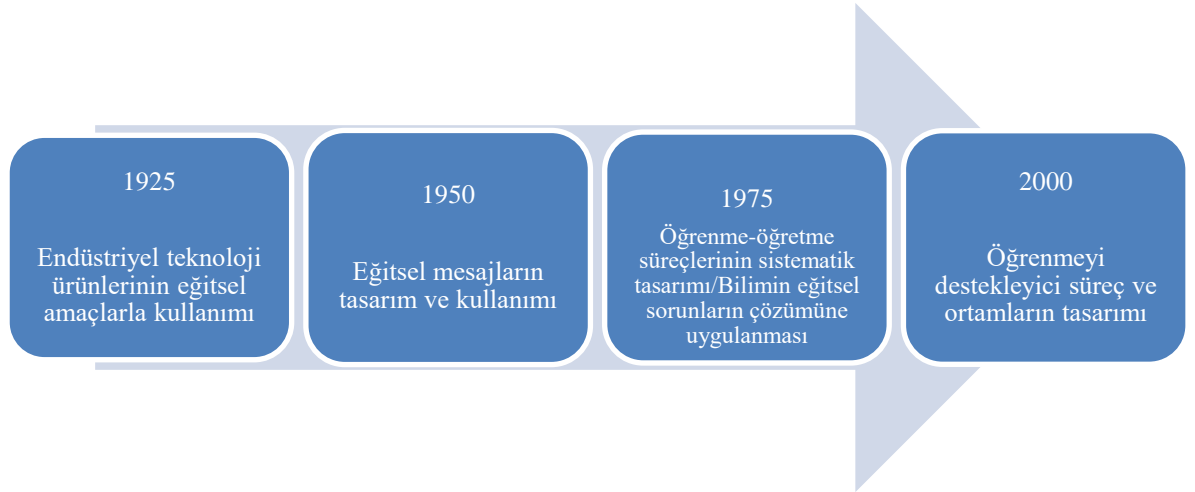 1925
Endüstriyel teknoloji
ürünlerinin eğitsel
amaçlarla kullanımı
1950
Eğitsel mesajların
tasarım ve kullanımı
1975
Öğrenme-öğretme
süreçlerinin sistematik
tasarımı/Bilimin eğitsel
sorunların çözümüne
uygulanması
2000
Öğrenmeyi
destekleyici süreç ve
ortamların tasarımı